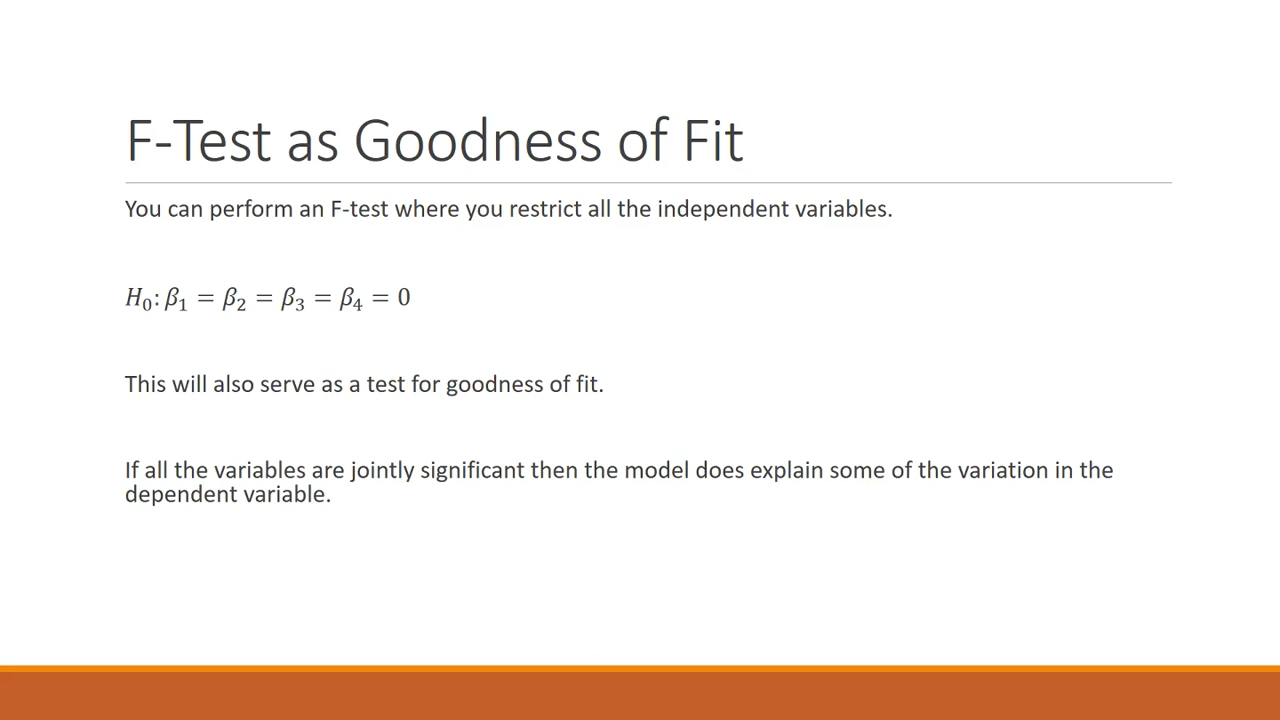 F-Test as Goodness of Fit
You can perform an F-test where you restrict all the independent variables.
H₀: β₁ = β₂ = β₃ = β₄ = 0
This will also serve as a test for goodness of fit.
If all the variables are jointly significant then the model does explain some of the variation in the
dependent variable.